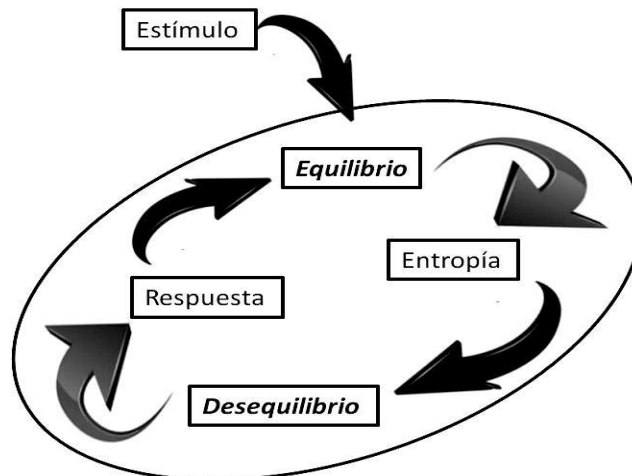 Estímulo
Equilibrio
Entropía
Respuesta
Desequilibrio